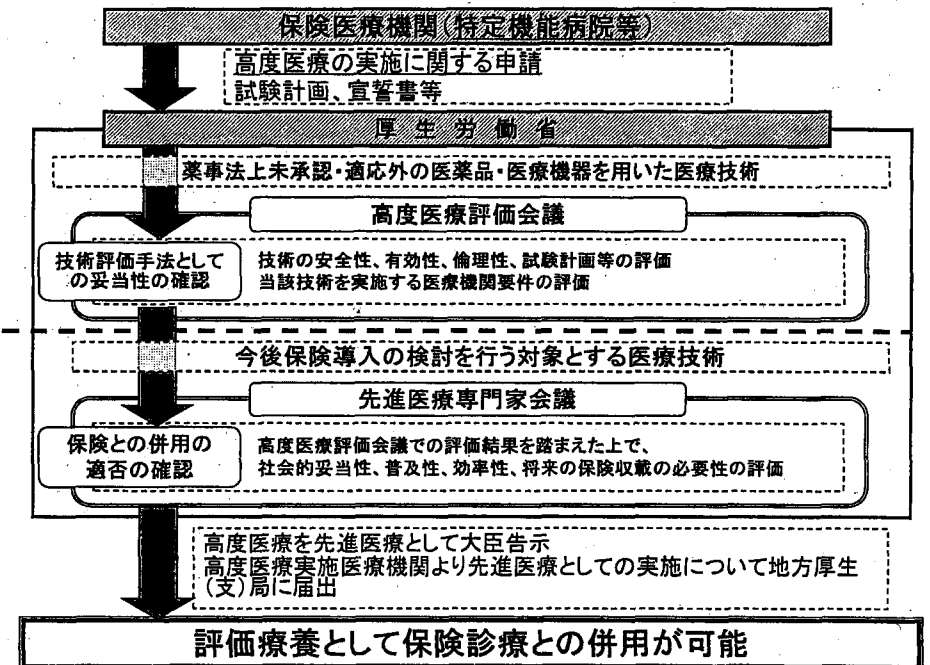 保険医療機関(特定機能病院等)
高度医療の実施に関する申請
試験計画、宣誓書等
厚生労働省
薬事法上未承認・適応外の医薬品・医療機器を用いた医療技術
高度医療評価会議
技術評価手法として
の妥当性の確認
技術の安全性、有効性、倫理性、試験計画等の評価
当該技術を実施する医療機関要件の評価
今後保険導入の検討を行う対象とする医療技術
先進医療専門家会議
保険との併用の
適否の確認
高度医療評価会議での評価結果を踏まえた上で、
社会的妥当性、普及性、効率性、将来の保険収載の必要性の評価
高度医療を先進医療として大臣告示
高度医療実施医療機関より先進医療としての実施について地方厚生
(支)局に届出
評価療養として保険診療との併用が可能